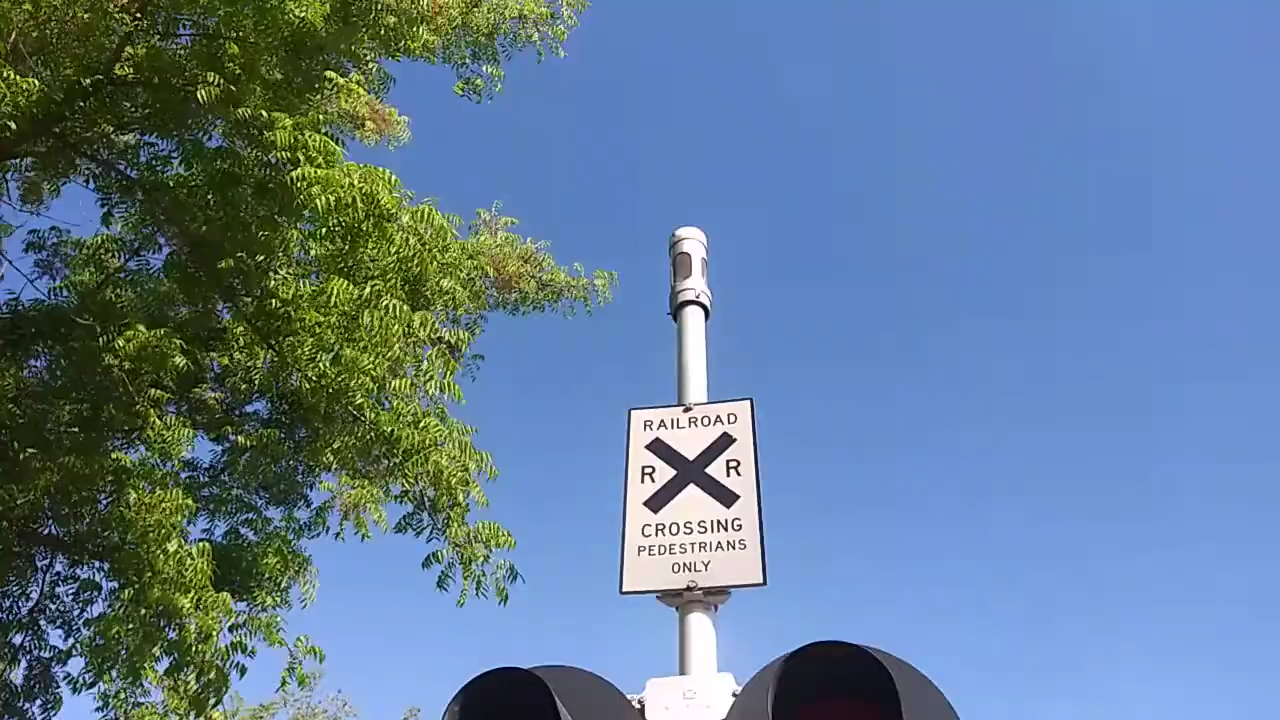 RAILROAD
R X R
CROSSING
PEDESTRIANS
ONLY